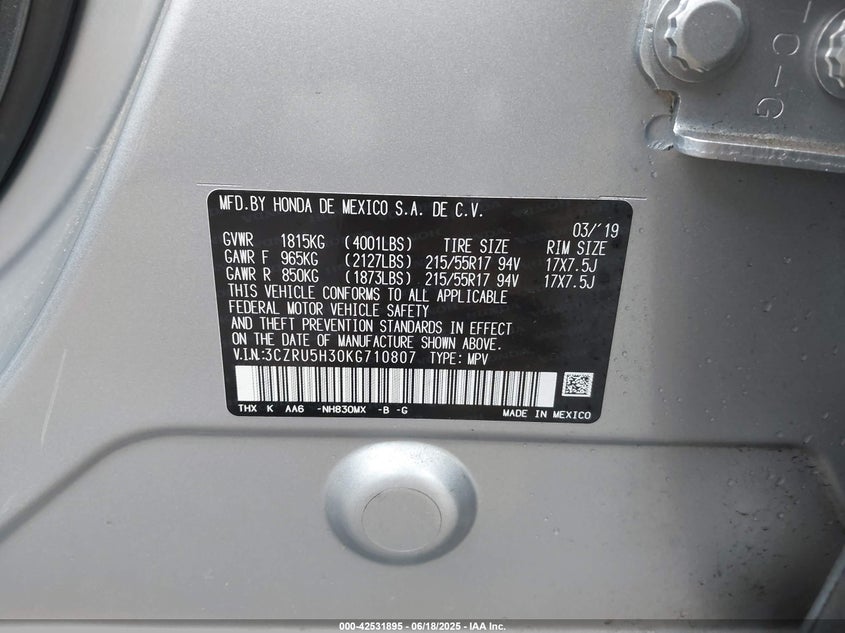 -O-G
MFD.BY HONDA DE MEXICO S.A. DE C.V.
03/'19
GVWR 1815KG (4001LBS) TIRE SIZE RIM SIZE
GAWR F 965KG (2127LBS) 215/55R17 94V 17X7.5J
GAWR R 850KG (1873LBS) 215/55R17 94V 17X7.5J
THIS VEHICLE CONFORMS TO ALL APPLICABLE
FEDERAL MOTOR VEHICLE SAFETY
AND THEFT PREVENTION STANDARDS IN EFFECT
ON THE DATE OF MANUFACTURE SHOWN ABOVE.
V.I.N.:3CZRU5H30KG710807 TYPE: MPV
THX K AA6 -NH830MX -B -G MADE IN MEXICO
000-42531895 / 06/18/2025 - IAA Inc.